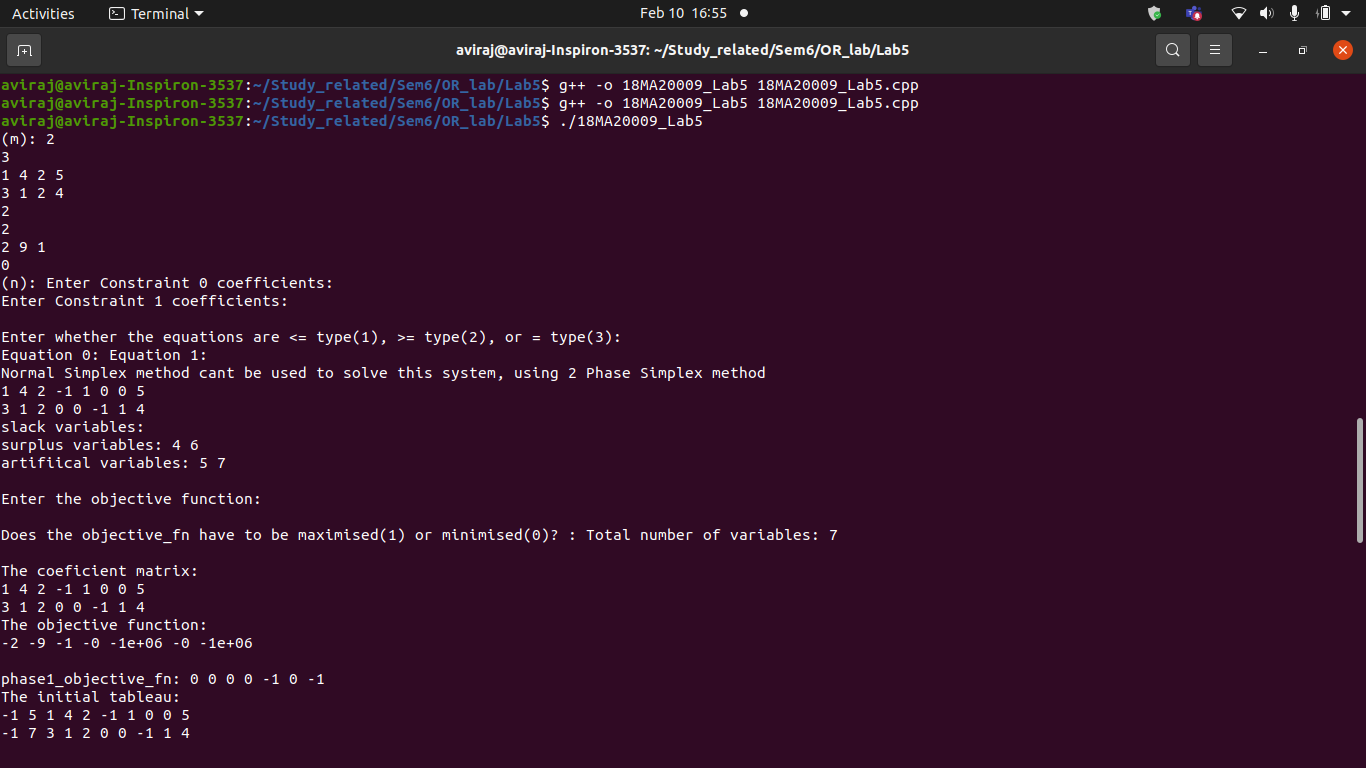 Activities Terminal Feb 10 16:55
aviraj@aviraj-Inspiron-3537: ~/Study_related/Sem6/OR_lab/Lab5
aviraj@aviraj-Inspiron-3537:~/Study_related/Sem6/OR_lab/Lab5$ g++ -o 18MA20009_Lab5 18MA20009_Lab5.cpp
aviraj@aviraj-Inspiron-3537:~/Study_related/Sem6/OR_lab/Lab5$ g++ -o 18MA20009_Lab5 18MA20009_Lab5.cpp
aviraj@aviraj-Inspiron-3537:~/Study_related/Sem6/OR_lab/Lab5$ ./18MA20009_Lab5
(m): 2
3
1 4 2 5
3 1 2 4
2
2
2 9 1
0
(n): Enter Constraint 0 coefficients:
Enter Constraint 1 coefficients:
Enter whether the equations are <= type(1), >= type(2), or = type(3):
Equation 0: Equation 1:
Normal Simplex method cant be used to solve this system, using 2 Phase Simplex method
1 4 2 -1 1 0 0 5
3 1 2 0 0 -1 1 4
slack variables:
surplus variables: 4 6
artifiical variables: 5 7
Enter the objective function:
Does the objective_fn have to be maximised(1) or minimised(0)? : Total number of variables: 7
The coeficient matrix:
1 4 2 -1 1 0 0 5
3 1 2 0 0 -1 1 4
The objective function:
-2 -9 -1 -0 -1e+06 -0 -1e+06
phase1_objective_fn: 0 0 0 0 -1 0 -1
The initial tableau:
-1 5 1 4 2 -1 1 0 0 5
-1 7 3 1 2 0 0 -1 1 4